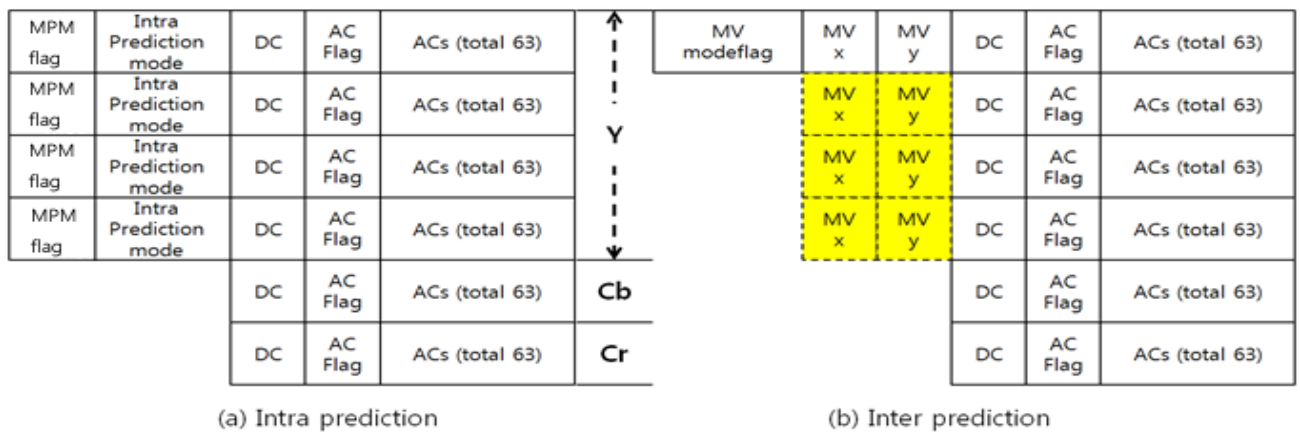 MPM flag | Intra Prediction mode | DC | AC Flag | ACs (total 63) | MV modeflag | MV x | MV y | DC | AC Flag | ACs (total 63)
MPM flag | Intra Prediction mode | DC | AC Flag | ACs (total 63) | MV x | MV y | DC | AC Flag | ACs (total 63)
Y
MPM flag | Intra Prediction mode | DC | AC Flag | ACs (total 63) | MV x | MV y | DC | AC Flag | ACs (total 63)
MPM flag | Intra Prediction mode | DC | AC Flag | ACs (total 63) | MV x | MV y | DC | AC Flag | ACs (total 63)
DC | AC Flag | ACs (total 63) | Cb | DC | AC Flag | ACs (total 63)
DC | AC Flag | ACs (total 63) | Cr | DC | AC Flag | ACs (total 63)
(a) Intra prediction
(b) Inter prediction